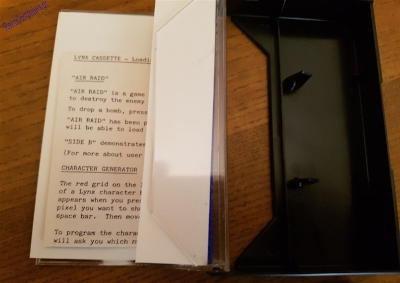 LYNX CASSETTE - Loadi
"AIR RAID"
"AIR RAID" is a game
to destroy the enemy
To drop a bomb, press
"AIR RAID" has been p
will be able to load
"SIDE B" demonstrates
(For more about user
CHARACTER GENERATOR
The red grid on the
of a Lynx character
appears when you pres
pixel you want to sh
space bar. Then mov
To program the chara
will ask you which n